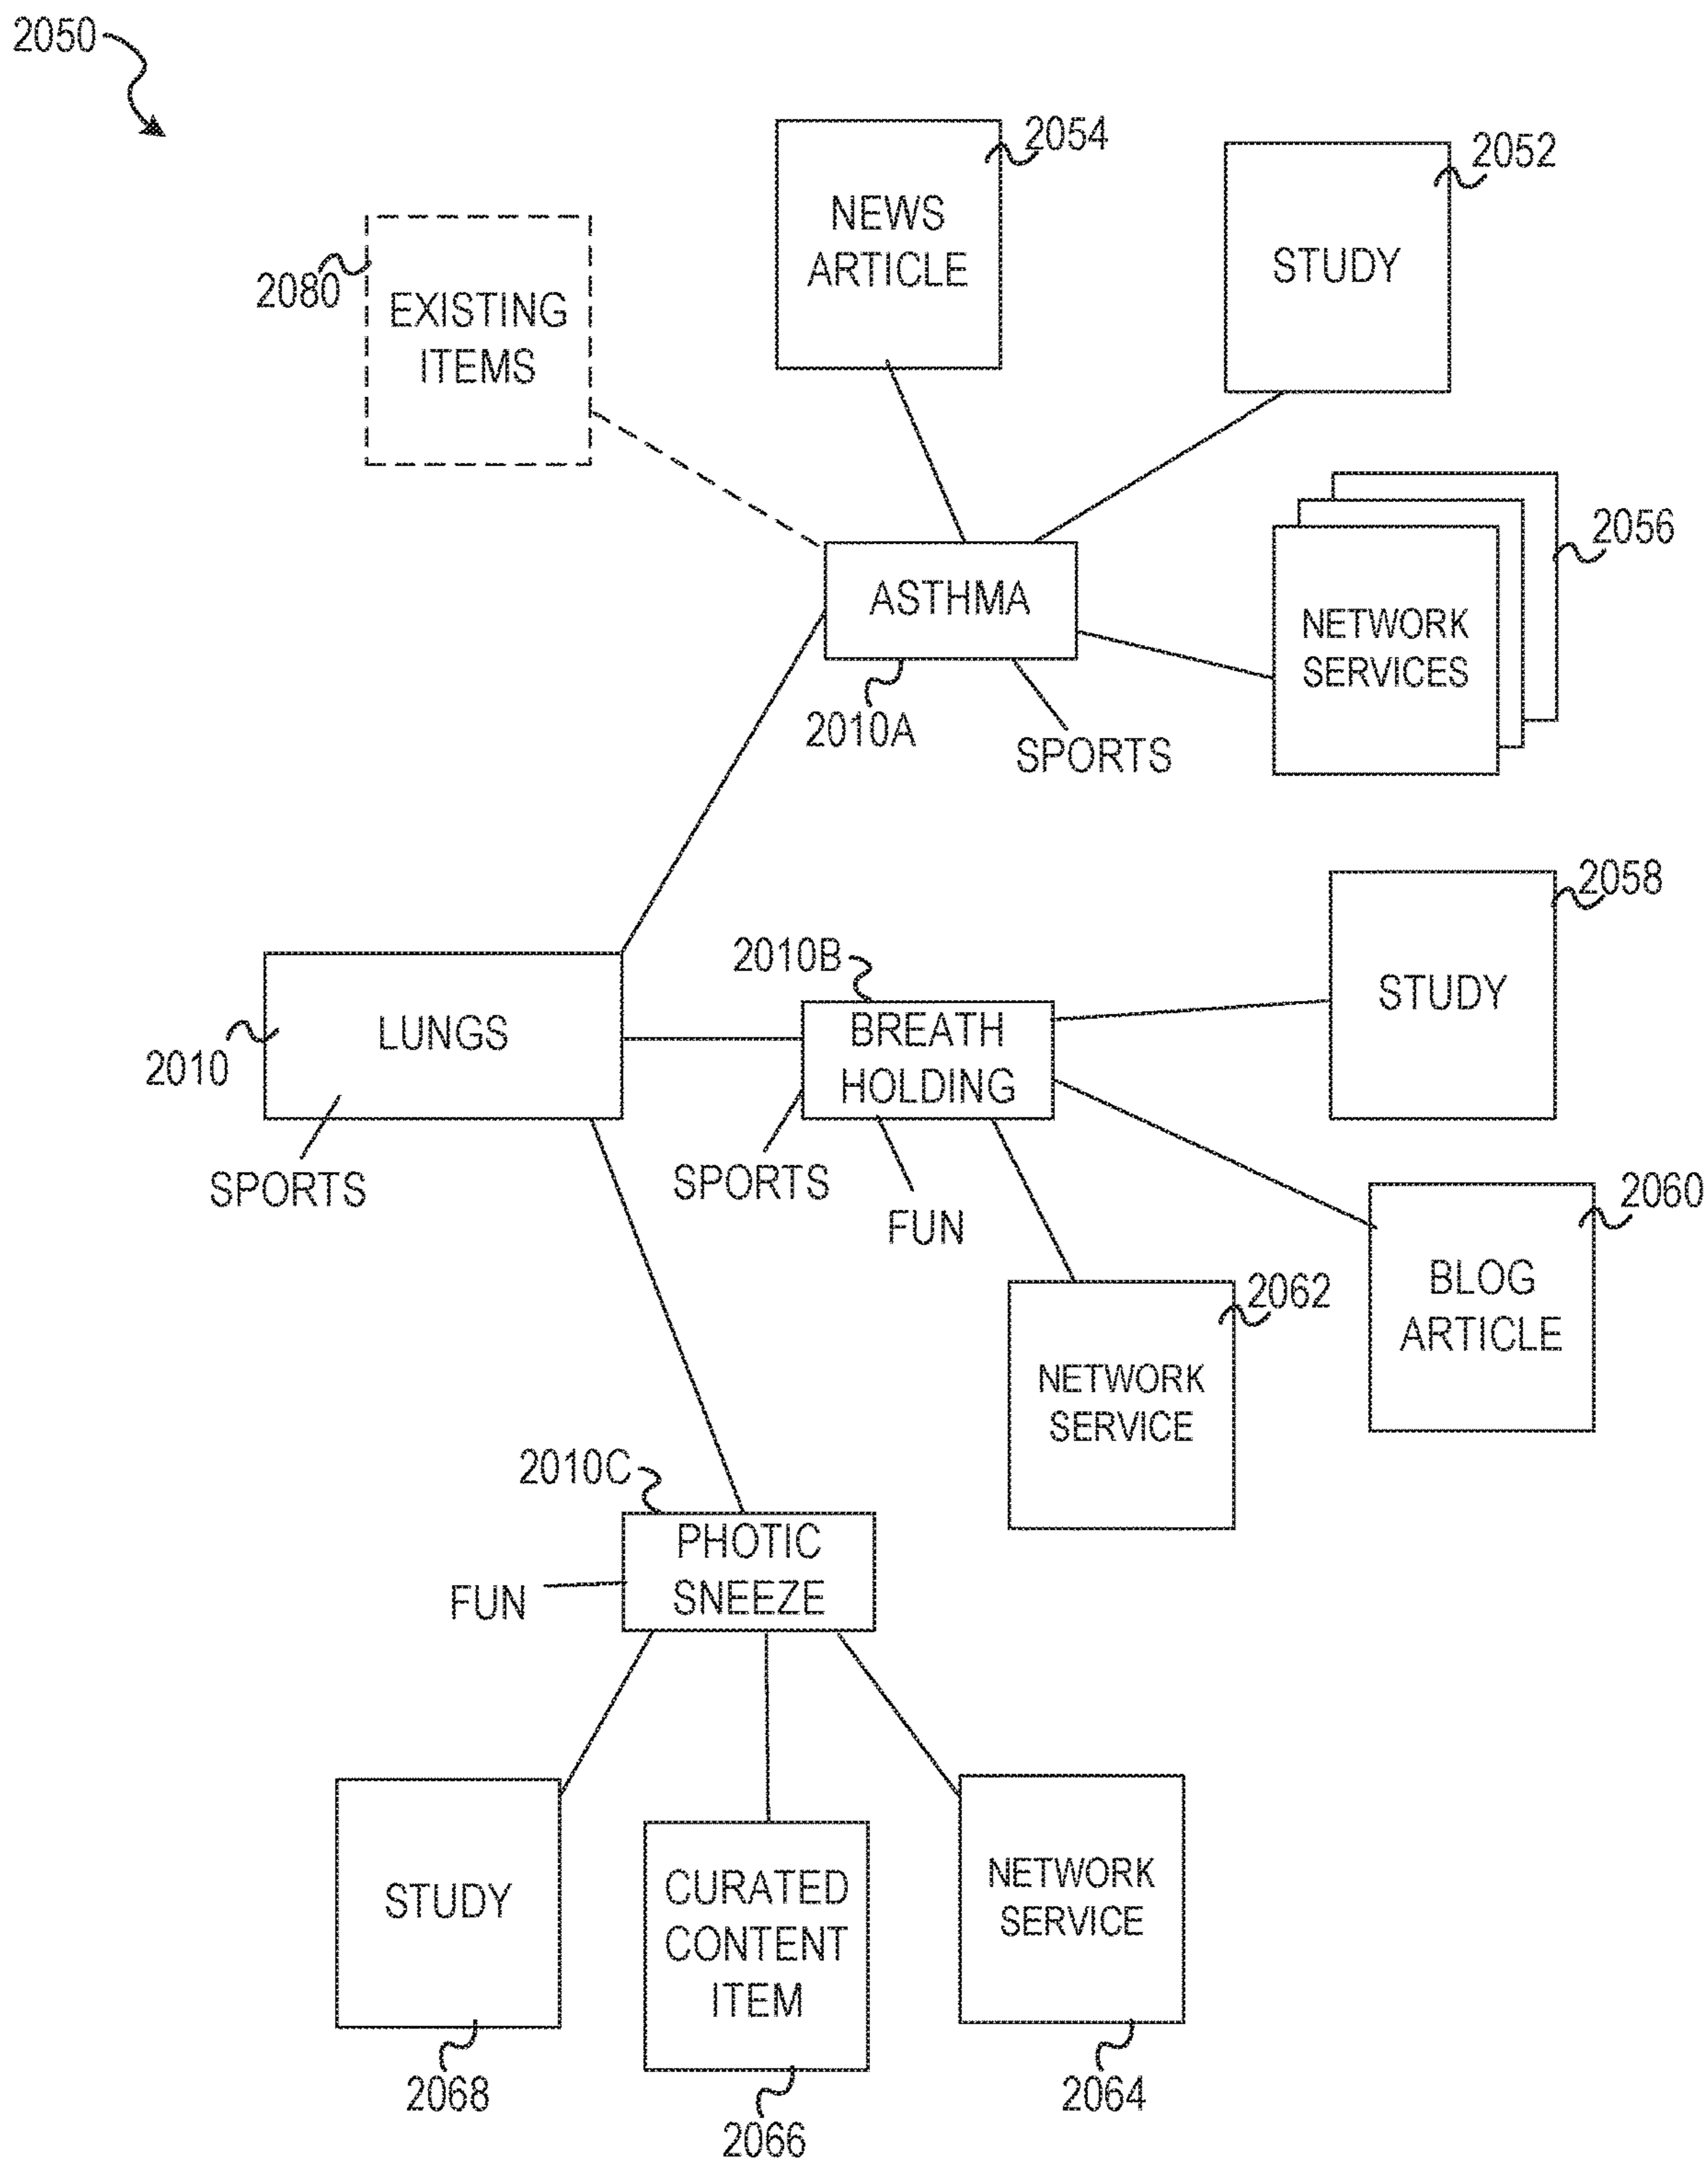 2050
2054
2052
NEWS
ARTICLE
STUDY
2080
EXISTING
ITEMS
2056
ASTHMA
NETWORK
SERVICES
2010A
SPORTS
2058
2010B
STUDY
LUNGS
BREATH
HOLDING
2010
SPORTS
SPORTS
FUN
2060
2062
BLOG
ARTICLE
NETWORK
SERVICE
2010C
PHOTIC
SNEEZE
FUN
STUDY
CURATED
CONTENT
ITEM
NETWORK
SERVICE
2068
2066
2064